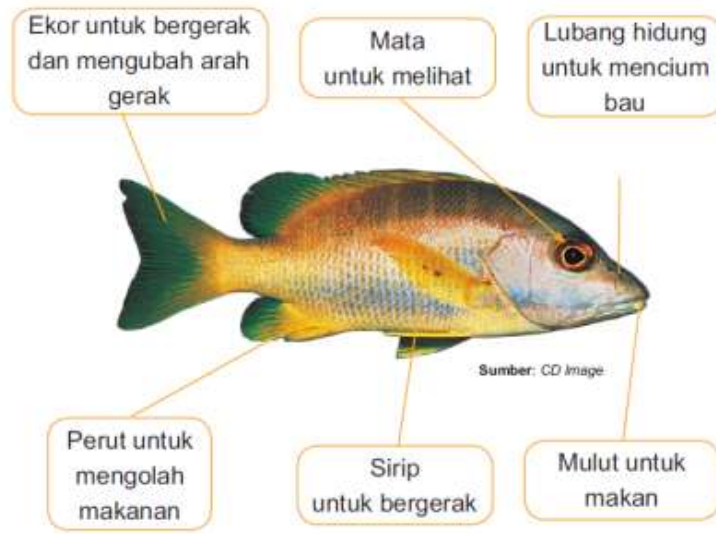 Ekor untuk bergerak
dan mengubah arah
gerak
Mata
untuk melihat
Lubang hidung
untuk mencium
bau
Sumber: CD Image
Perut untuk
mengolah
makanan
Sirip
untuk bergerak
Mulut untuk
makan